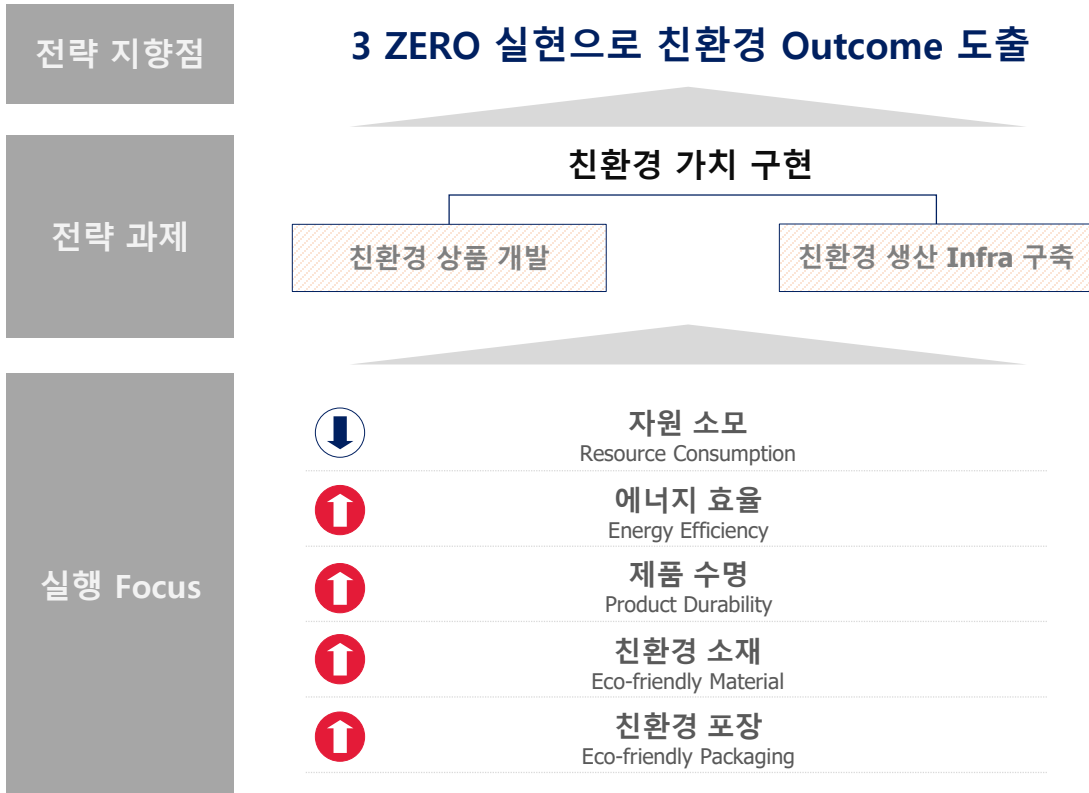 전략 지향점
3 ZERO 실현으로 친환경 Outcome 도출
전략 과제
친환경 가치 구현
친환경 상품 개발
친환경 생산 Infra 구축
실행 Focus
자원 소모
Resource Consumption
에너지 효율
Energy Efficiency
제품 수명
Product Durability
친환경 소재
Eco-friendly Material
친환경 포장
Eco-friendly Packaging